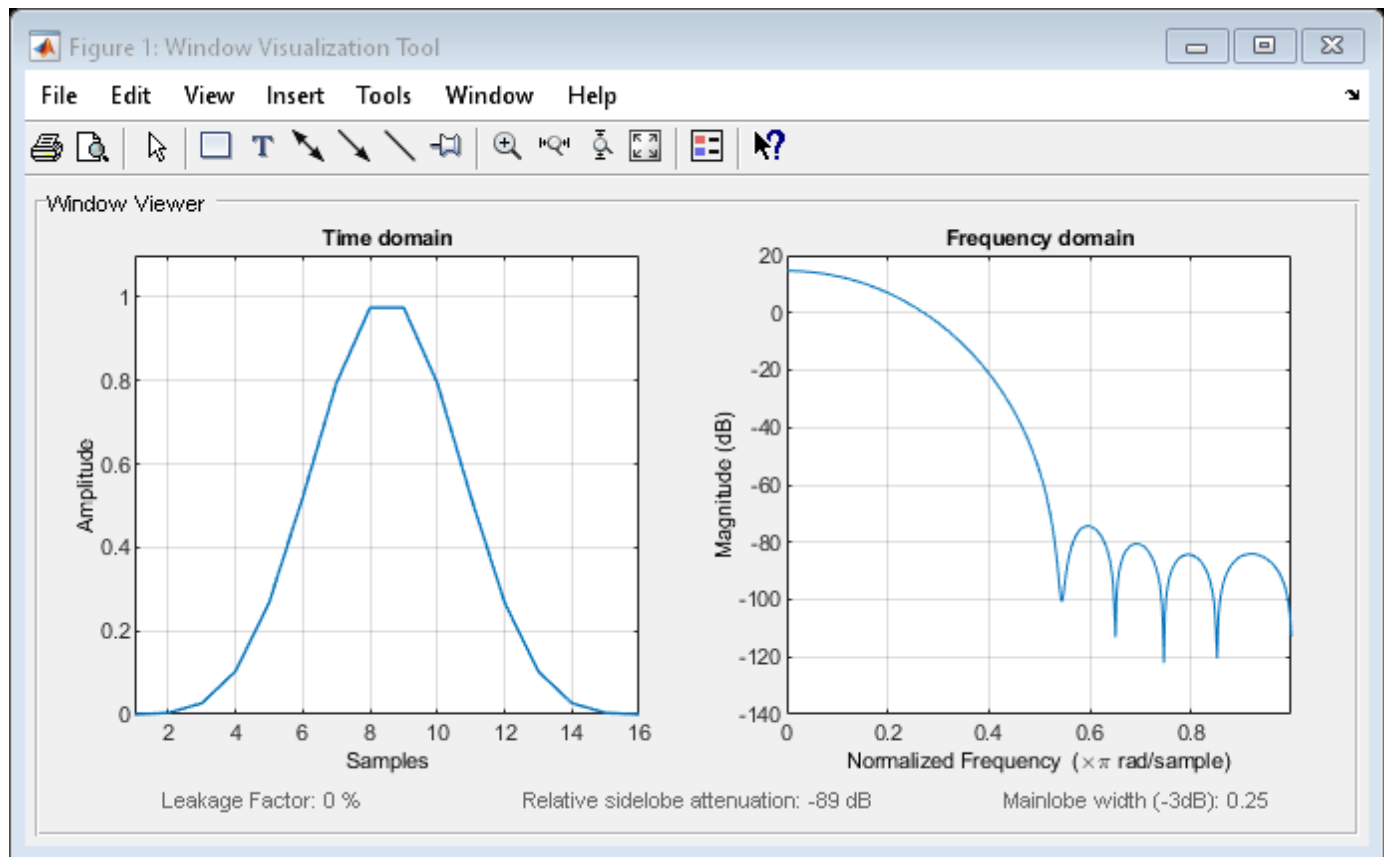 Figure 1: Window Visualization Tool
File Edit View Insert Tools Window Help
T
?
Window Viewer
Time domain
1
0.8
0.6
0.4
0.2
0
2 4 6 8 10 12 14 16
Amplitude
Samples
Frequency domain
20
0
-20
-40
-60
-80
-100
-120
-140
0 0.2 0.4 0.6 0.8
Magnitude (dB)
Normalized Frequency (×π rad/sample)
Leakage Factor: 0 % Relative sidelobe attenuation: -89 dB Mainlobe width (-3dB): 0.25